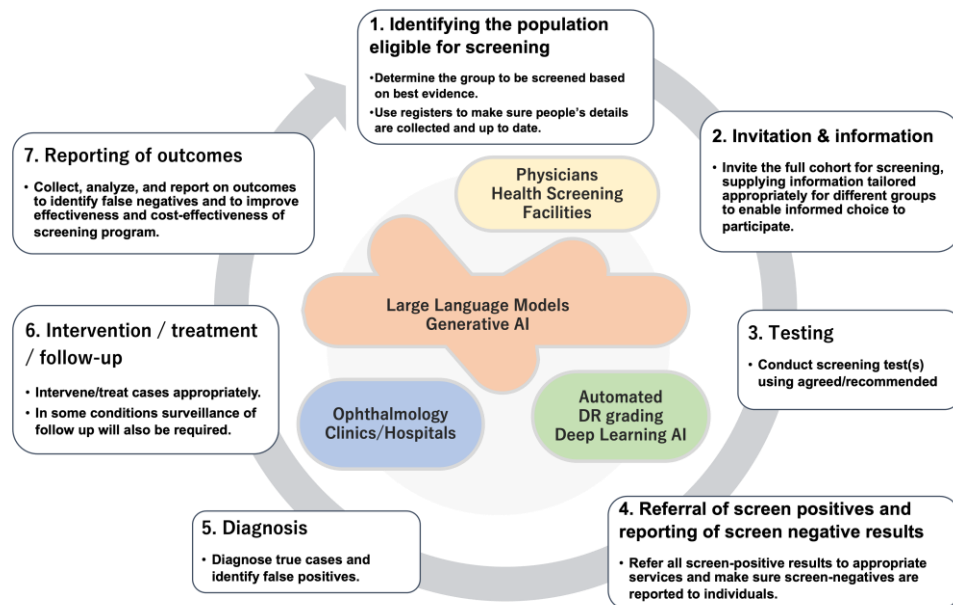 1. Identifying the population
eligible for screening
•Determine the group to be screened based
on best evidence.
•Use registers to make sure people's details
are collected and up to date.
2. Invitation & information
• Invite the full cohort for screening,
supplying information tailored
appropriately for different groups
to enable informed choice to
participate.
3. Testing
• Conduct screening test(s)
using agreed/recommended
4. Referral of screen positives and
reporting of screen negative results
• Refer all screen-positive results to appropriate
services and make sure screen-negatives are
reported to individuals.
5. Diagnosis
• Diagnose true cases and
identify false positives.
6. Intervention / treatment
/ follow-up
• Intervene/treat cases appropriately.
• In some conditions surveillance of
follow up will also be required.
7. Reporting of outcomes
• Collect, analyze, and report on outcomes
to identify false negatives and to improve
effectiveness and cost-effectiveness of
screening program.
Physicians
Health Screening
Facilities
Large Language Models
Generative AI
Ophthalmology
Clinics/Hospitals
Automated
DR grading
Deep Learning AI